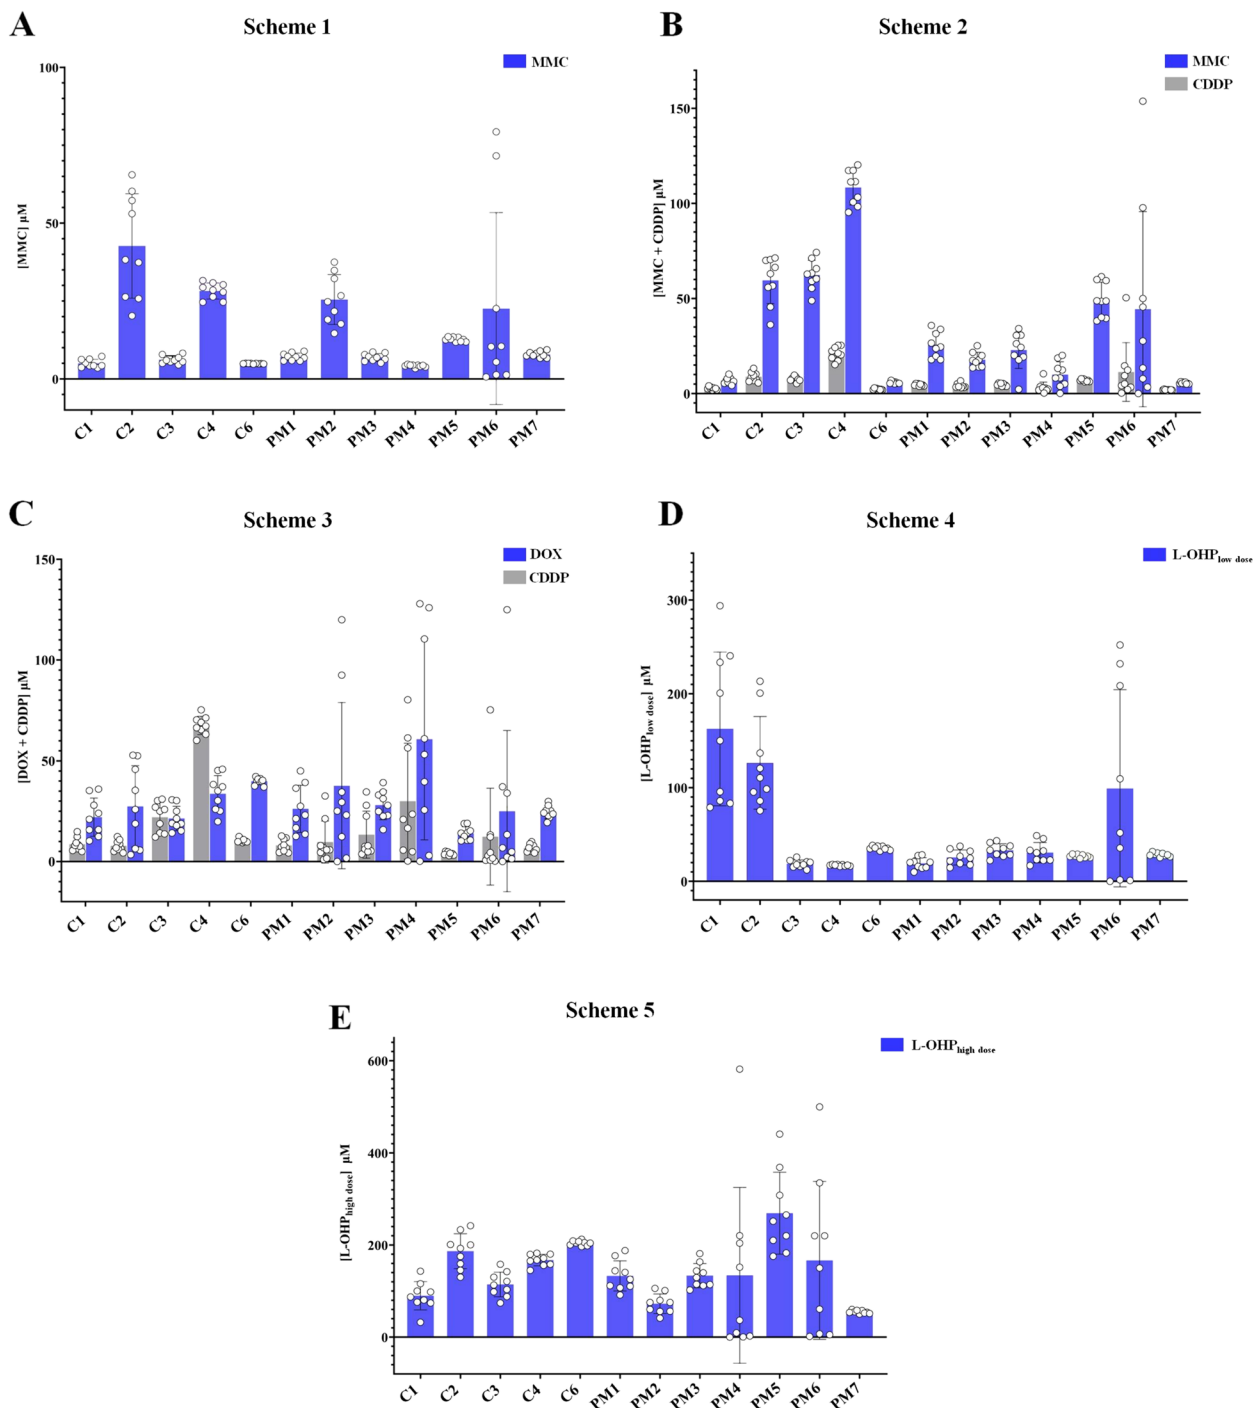 A
Scheme 1
MMC
[MMC] µM
100
50
0
C1 C2 C3 C4 C6 PM1 PM2 PM3 PM4 PM5 PM6 PM7
B
Scheme 2
MMC
CDDP
[MMC + CDDP] µM
150
100
50
0
C1 C2 C3 C4 C6 PM1 PM2 PM3 PM4 PM5 PM6 PM7
C
Scheme 3
DOX
CDDP
[DOX + CDDP] µM
150
100
50
0
C1 C2 C3 C4 C6 PM1 PM2 PM3 PM4 PM5 PM6 PM7
D
Scheme 4
L-OHPlow dose
[L-OHPlow dose] µM
300
200
100
0
C1 C2 C3 C4 C6 PM1 PM2 PM3 PM4 PM5 PM6 PM7
E
Scheme 5
L-OHPhigh dose
[L-OHPhigh dose] µM
600
400
200
0
C1 C2 C3 C4 C6 PM1 PM2 PM3 PM4 PM5 PM6 PM7